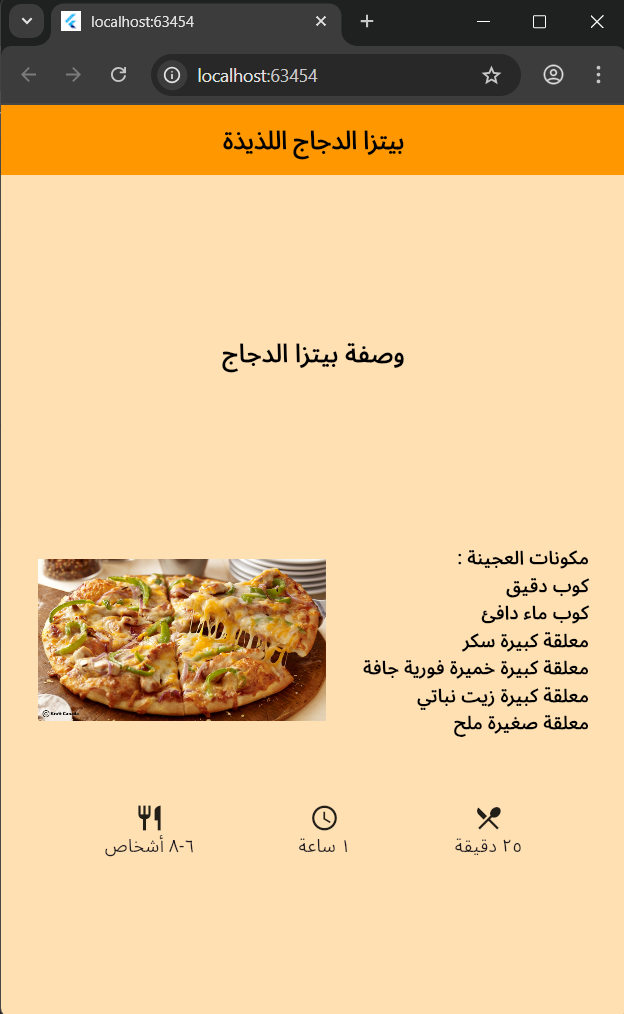 localhost:63454
localhost:63454
بيتزا الدجاج اللذيذة
وصفة بيتزا الدجاج
مكونات العجينة :
كوب دقيق
كوب ماء دافئ
معلقة كبيرة سكر
معلقة كبيرة خميرة فورية جافة
معلقة كبيرة زيت نباتي
معلقة صغيرة ملح
٢٥ دقيقة
١ ساعة
٦-٨ أشخاص